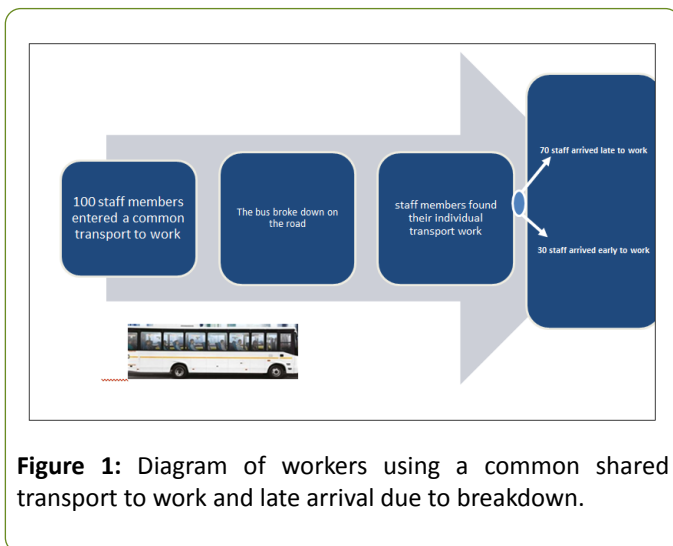 100 staff members
entered a common
transport to work
The bus broke down on
the road
staff members found
their individual
transport work
70 staff arrived late to work
30 staff arrived early to work
Figure 1: Diagram of workers using a common shared
transport to work and late arrival due to breakdown.